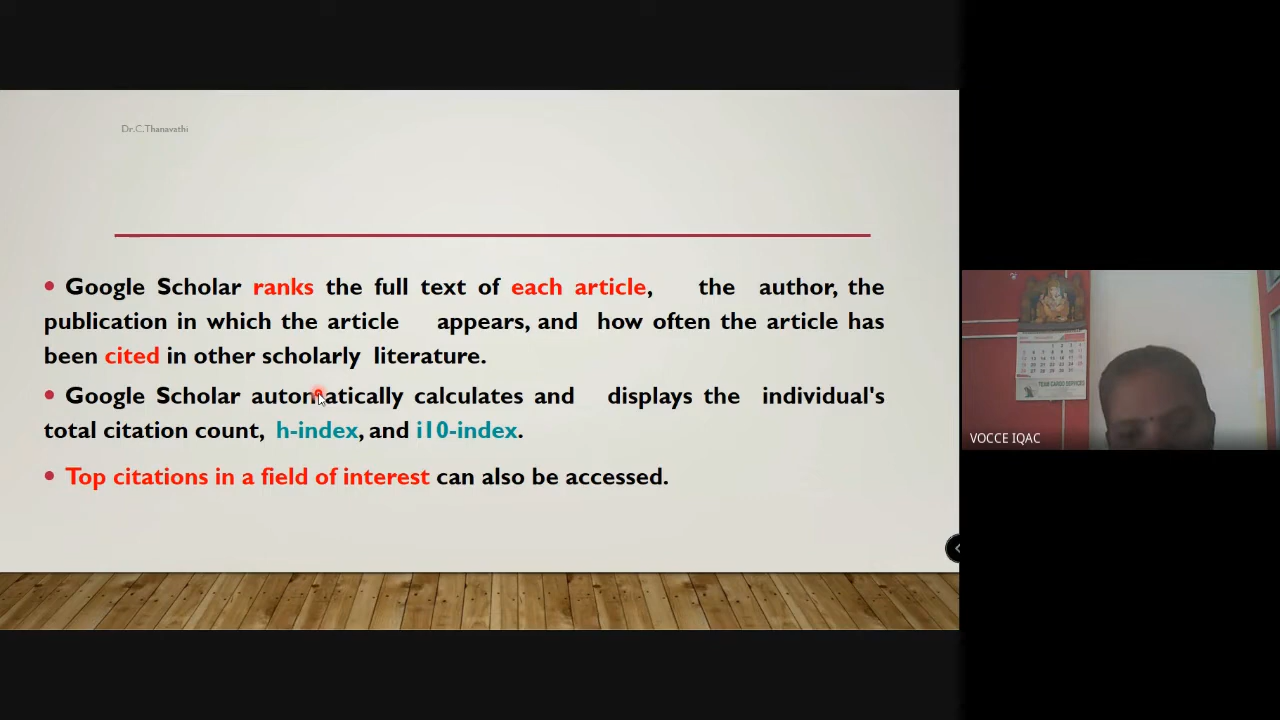 Dr.C.Thanavathi
• Google Scholar ranks the full text of each article, the author, the
publication in which the article appears, and how often the article has
been cited in other scholarly literature.
• Google Scholar automatically calculates and displays the individual's
total citation count, h-index, and i10-index.
• Top citations in a field of interest can also be accessed.
VOCCE IQAC